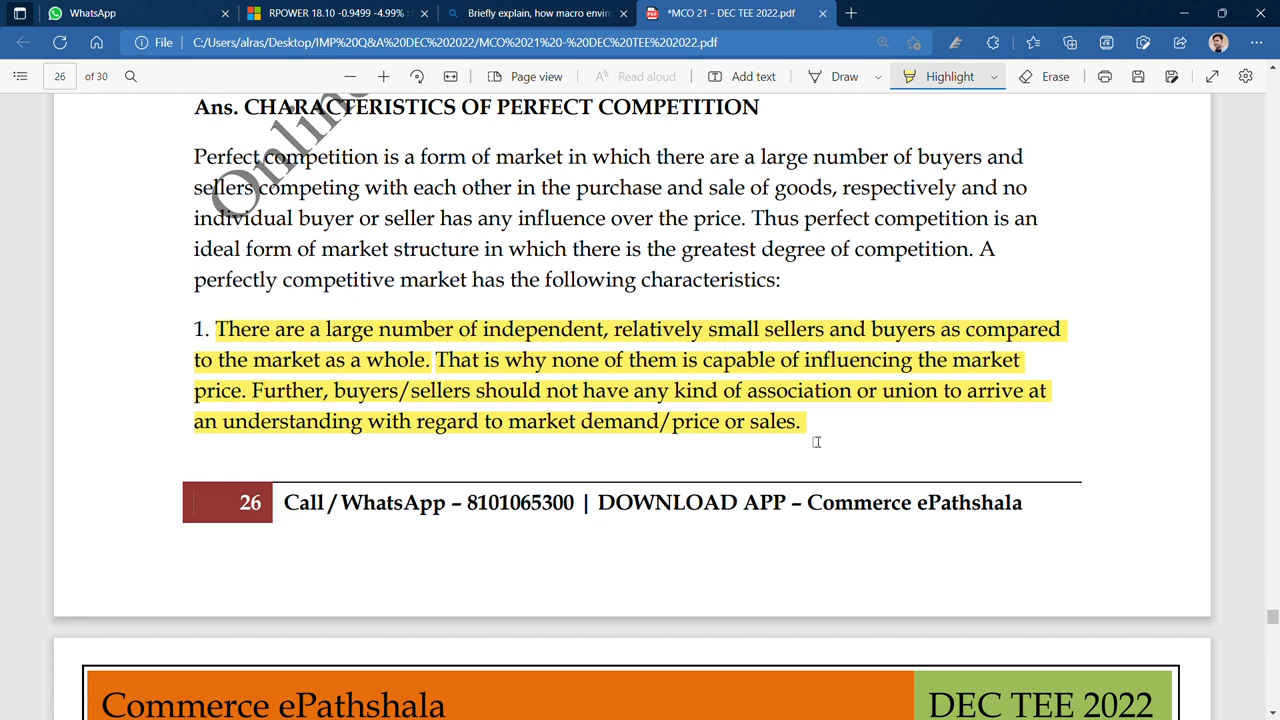 WhatsApp
RPOWER 18.10 -0.9499 -4.99% :
Briefly explain, how macro enviro
*MCO 21 - DEC TEE 2022.pdf
File | C:/Users/alras/Desktop/IMP%20Q&A%20DEC%202022/MCO%2021%20-%20DEC%20TEE%202022.pdf
26 of 30
Page view
Read aloud
Add text
Draw
Highlight
Erase
Ans. CHARACTERISTICS OF PERFECT COMPETITION
Onlin
Perfect competition is a form of market in which there are a large number of buyers and
sellers competing with each other in the purchase and sale of goods, respectively and no
individual buyer or seller has any influence over the price. Thus perfect competition is an
ideal form of market structure in which there is the greatest degree of competition. A
perfectly competitive market has the following characteristics:
1. There are a large number of independent, relatively small sellers and buyers as compared
to the market as a whole. That is why none of them is capable of influencing the market
price. Further, buyers/sellers should not have any kind of association or union to arrive at
an understanding with regard to market demand/price or sales.
26 Call / WhatsApp – 8101065300 | DOWNLOAD APP – Commerce ePathshala
Commerce ePathshala
DEC TEE 2022